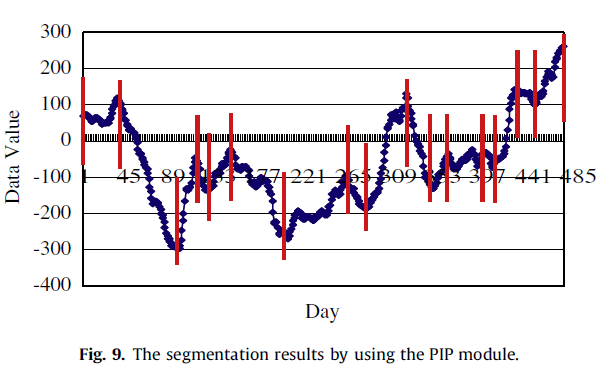 300
200
100
0
-100
-200
-300
-400
Data Value
1 45 89 221 265 309 397 441 485
Day
Fig. 9. The segmentation results by using the PIP module.